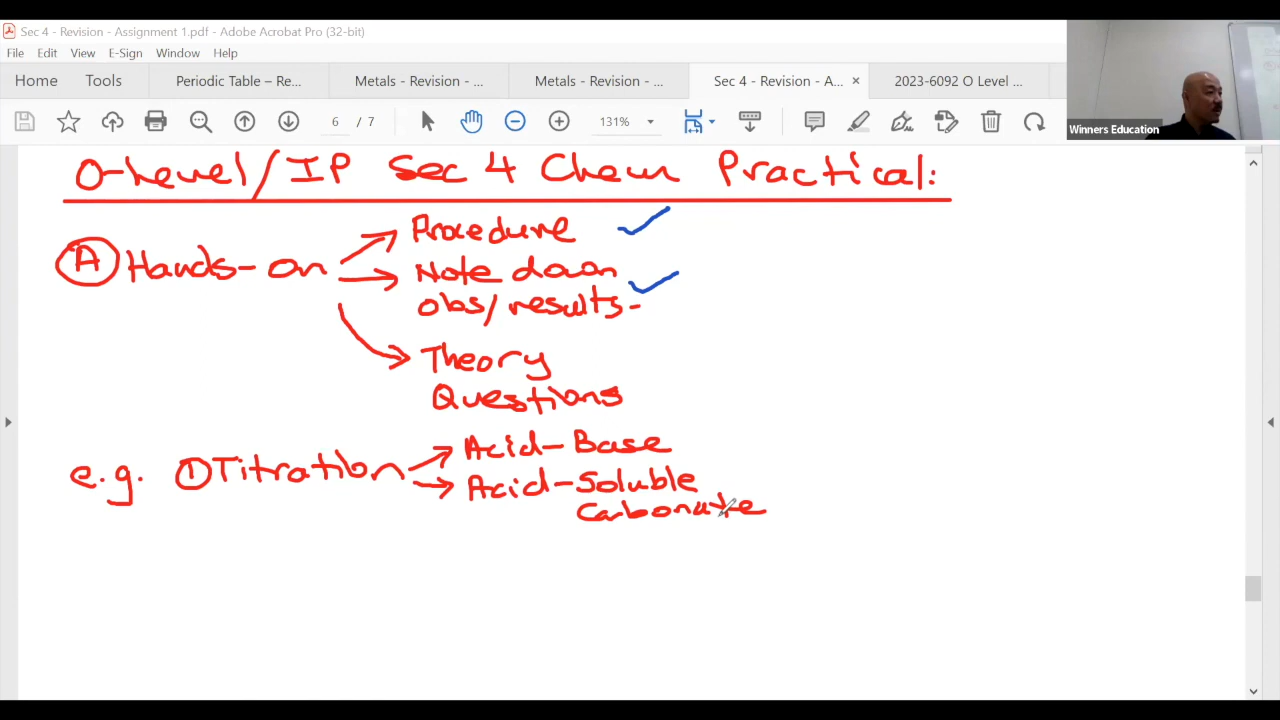 Sec 4 - Revision - Assignment 1.pdf - Adobe Acrobat Pro (32-bit)
File Edit View E-Sign Window Help
Home Tools Periodic Table – Re... Metals - Revision - ... Metals - Revision - ... Sec 4 - Revision - A... × 2023-6092 O Level ...
6 / 7 131%
Winners Education
O-Level/IP Sec 4 Chem Practical:
A Hands-on
Procedure
Note down
obs/results-
Theory
Questions
e.g. 1 Titration
Acid-Base
Acid-Soluble
Carbonate